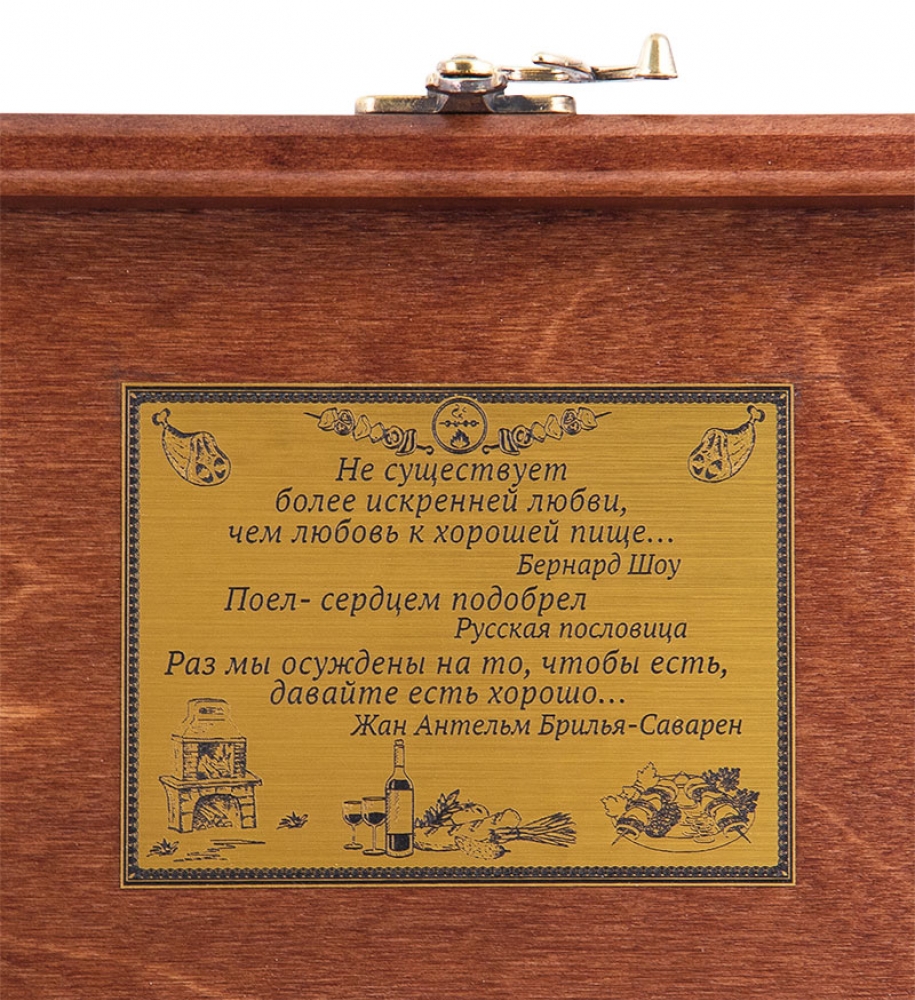 Не существует
более искренней любви,
чем любовь к хорошей пище...
Бернард Шоу
Поел- сердцем подобрел
Русская пословица
Раз мы осуждены на то, чтобы есть,
давайте есть хорошо...
Жан Антельм Брилья-Саварен